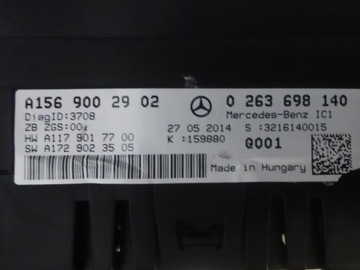 A156 900 29 02
0 263 698 140
DiagID:3708
Mercedes-Benz IC1
ZB ZGS:00
27 05 2014
S :3216140015
HW A117 901 77 00
K :159880
Q001
SW A172 902 35 05
Made in Hungary